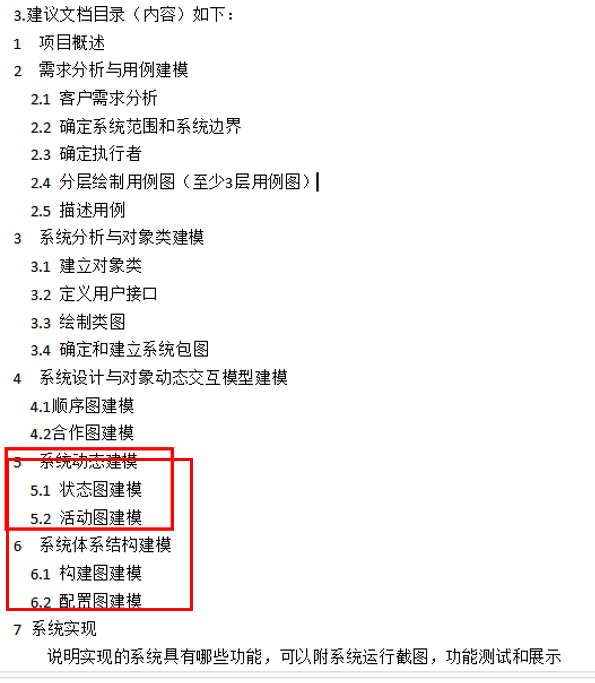 3.建议文档目录（内容）如下：
1 项目概述
2 需求分析与用例建模
2.1 客户需求分析
2.2 确定系统范围和系统边界
2.3 确定执行者
2.4 分层绘制用例图（至少3层用例图）
2.5 描述用例
3 系统分析与对象类建模
3.1 建立对象类
3.2 定义用户接口
3.3 绘制类图
3.4 确定和建立系统包图
4 系统设计与对象动态交互模型建模
4.1顺序图建模
4.2合作图建模
5 系统动态建模
5.1 状态图建模
5.2 活动图建模
6 系统体系结构建模
6.1 构建图建模
6.2 配置图建模
7 系统实现
说明实现的系统具有哪些功能，可以附系统运行截图，功能测试和展示